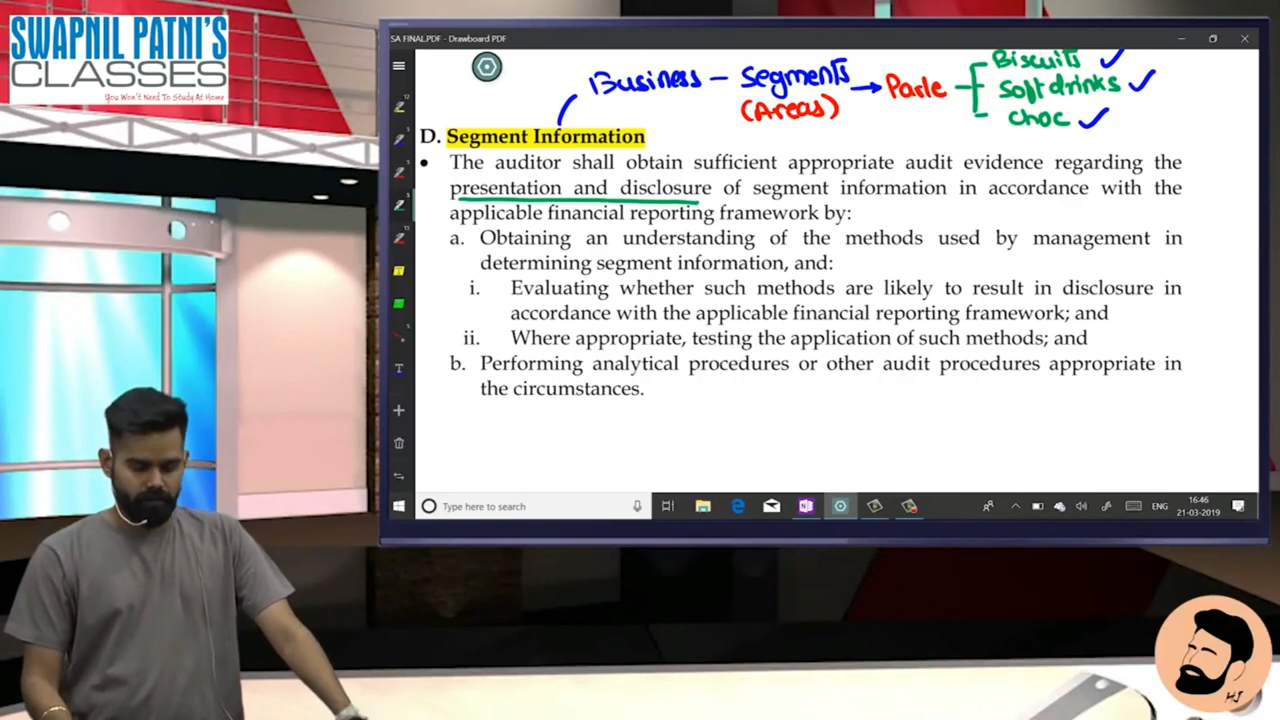 SWAPNIL PATNI'S
CLASSES
You Won't Need To Study At Home
SA FINAL.PDF - Drawboard PDF
Business - Segments → Parle
(Areas)
Biscuits ✓
Soft drinks ✓
Choc ✓
D. Segment Information
• The auditor shall obtain sufficient appropriate audit evidence regarding the
presentation and disclosure of segment information in accordance with the
applicable financial reporting framework by:
a. Obtaining an understanding of the methods used by management in
determining segment information, and:
i. Evaluating whether such methods are likely to result in disclosure in
accordance with the applicable financial reporting framework; and
ii. Where appropriate, testing the application of such methods; and
b. Performing analytical procedures or other audit procedures appropriate in
the circumstances.
Type here to search
ENG
16:46
21-03-2019
HJ